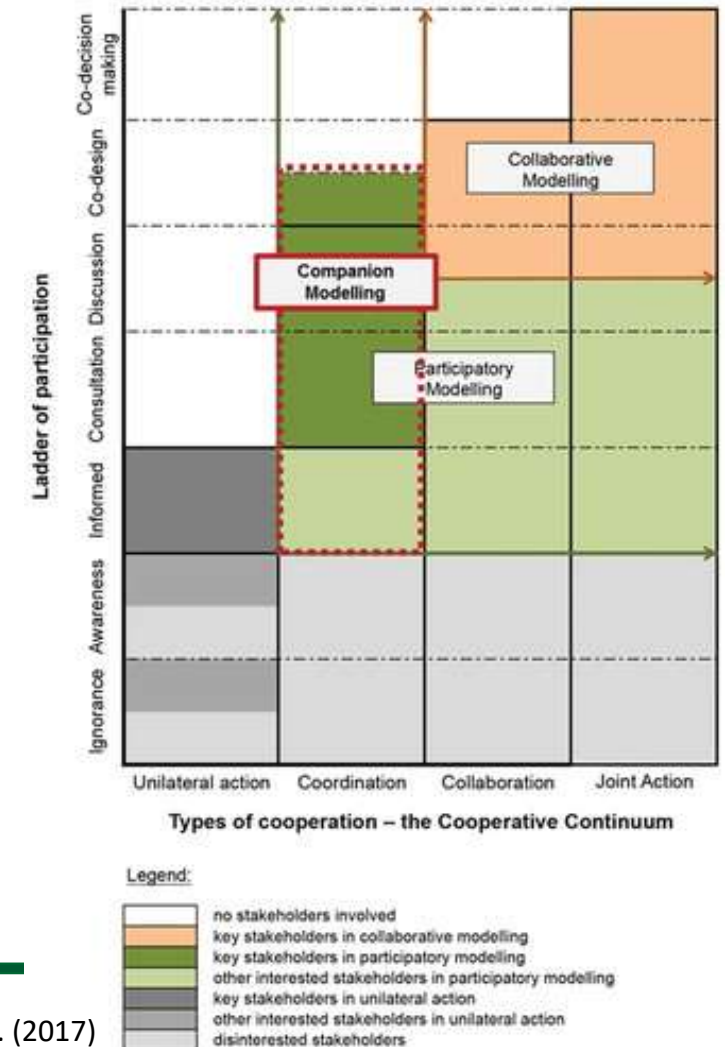 Ladder of participation
Co-decision
making
Co-design
Discussion
Consultation
Informed
Awareness
Ignorance
Collaborative
Modelling
Companion
Modelling
Participatory
Modelling
Unilateral action
Coordination
Collaboration
Joint Action
Types of cooperation – the Cooperative Continuum
Legend:
no stakeholders involved
key stakeholders in collaborative modelling
key stakeholders in participatory modelling
other interested stakeholders in participatory modelling
key stakeholders in unilateral action
other interested stakeholders in unilateral action
disinterested stakeholders
. (2017)